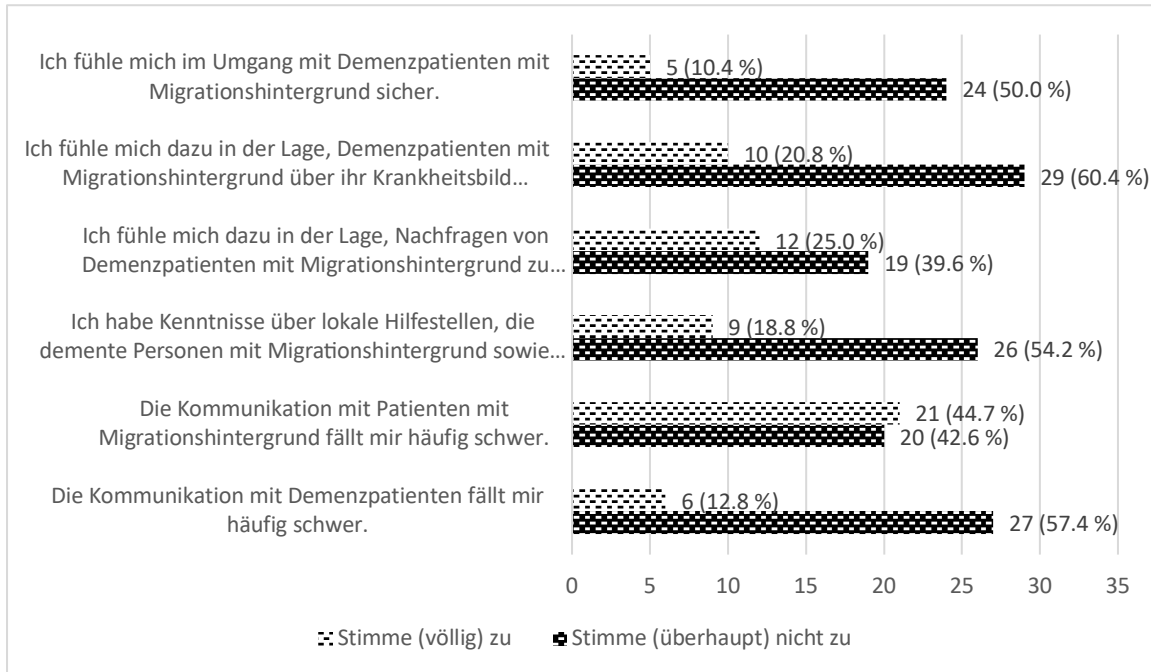 Ich fühle mich im Umgang mit Demenzpatienten mit
Migrationshintergrund sicher.
5 (10.4 %)
24 (50.0 %)
Ich fühle mich dazu in der Lage, Demenzpatienten mit
Migrationshintergrund über ihr Krankheitsbild...
10 (20.8 %)
29 (60.4 %)
Ich fühle mich dazu in der Lage, Nachfragen von
Demenzpatienten mit Migrationshintergrund zu...
12 (25.0 %)
19 (39.6 %)
Ich habe Kenntnisse über lokale Hilfestellen, die
demente Personen mit Migrationshintergrund sowie...
9 (18.8 %)
26 (54.2 %)
Die Kommunikation mit Patienten mit
Migrationshintergrund fällt mir häufig schwer.
21 (44.7 %)
20 (42.6 %)
Die Kommunikation mit Demenzpatienten fällt mir
häufig schwer.
6 (12.8 %)
27 (57.4 %)
0 5 10 15 20 25 30 35
Stimme (völlig) zu Stimme (überhaupt) nicht zu